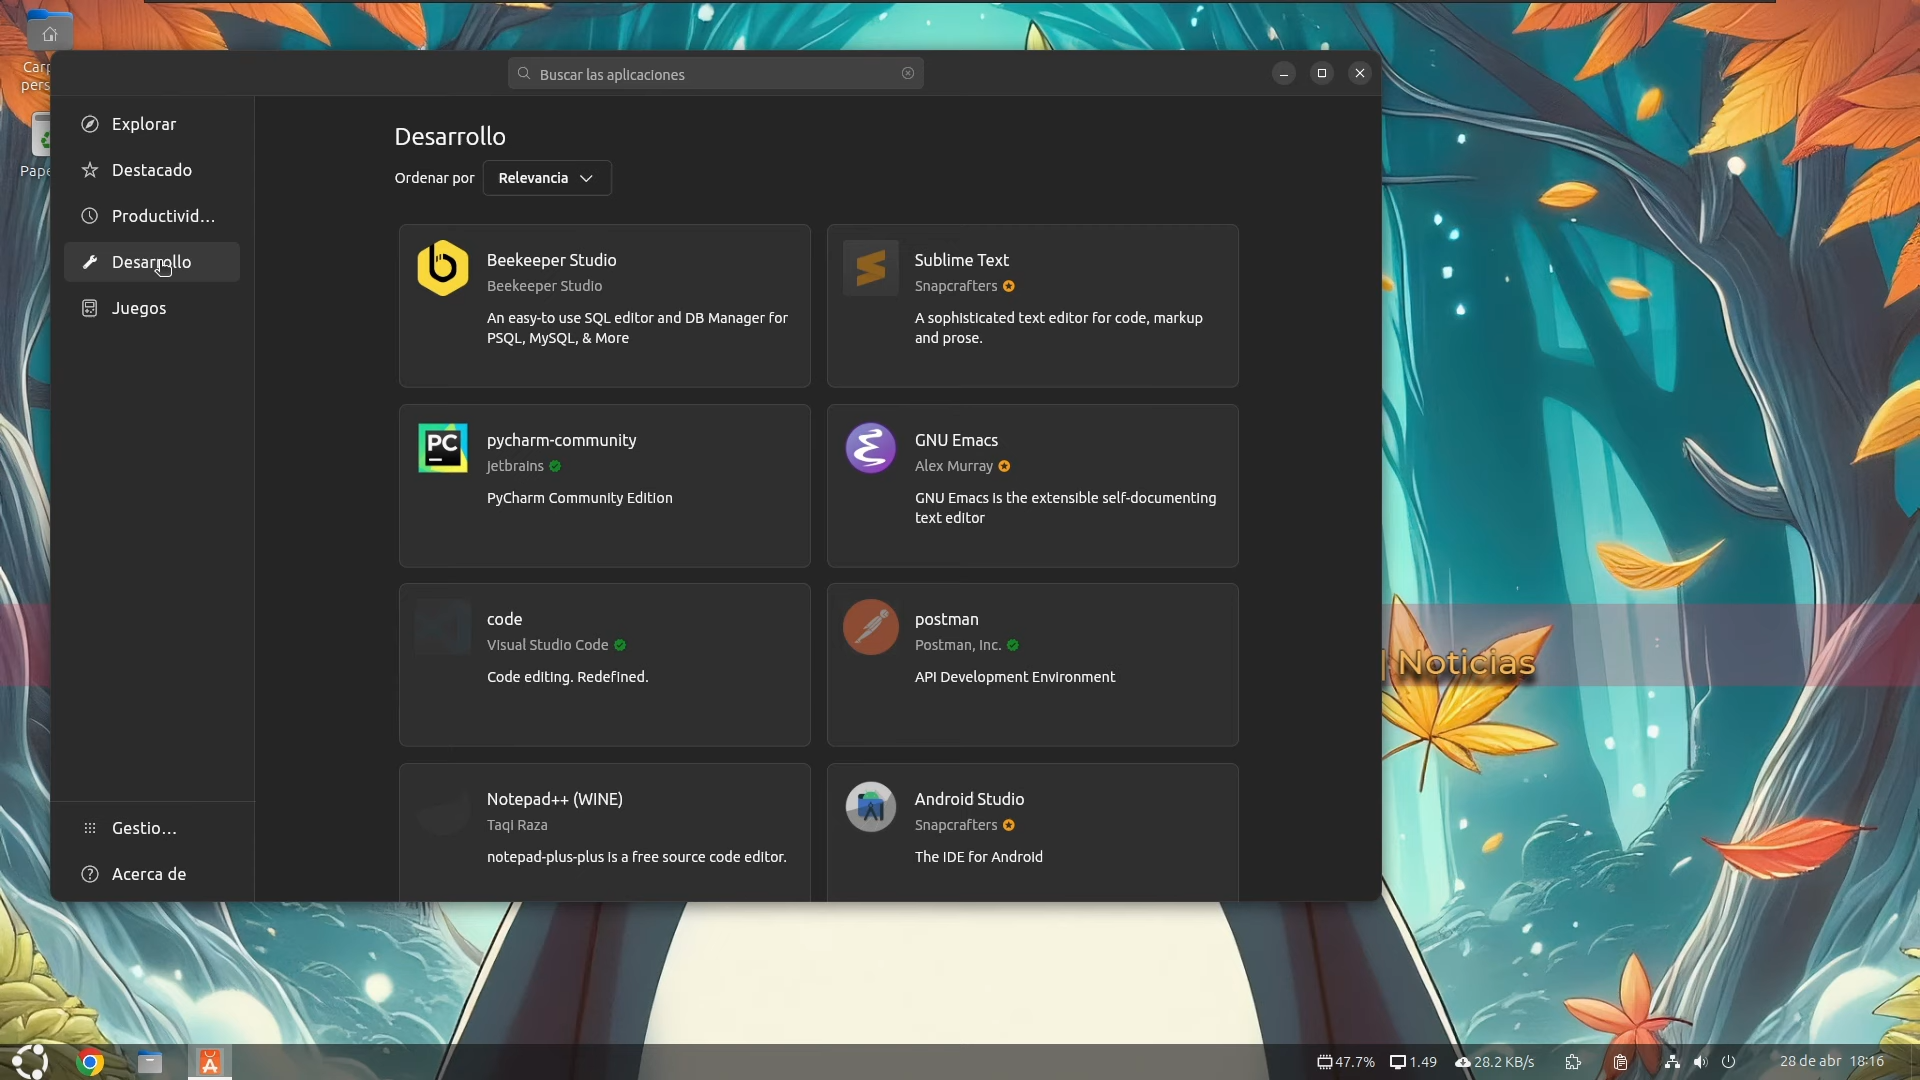 Buscar las aplicaciones
Explorar
Destacado
Productivid...
Desarrollo
Juegos
Gestio...
Acerca de
Desarrollo
Ordenar por Relevancia
Beekeeper Studio
Beekeeper Studio
An easy-to use SQL editor and DB Manager for
PSQL, MySQL, & More
Sublime Text
Snapcrafters
A sophisticated text editor for code, markup
and prose.
PC
pycharm-community
Jetbrains
PyCharm Community Edition
GNU Emacs
Alex Murray
GNU Emacs is the extensible self-documenting
text editor
code
Visual Studio Code
Code editing. Redefined.
postman
Postman, Inc.
API Development Environment
Notepad++ (WINE)
Taqi Raza
notepad-plus-plus is a free source code editor.
Android Studio
Snapcrafters
The IDE for Android
Carp
pers
Pape
| Noticias
47.7% 1.49 28.2 KB/s 28 de abr 18:16